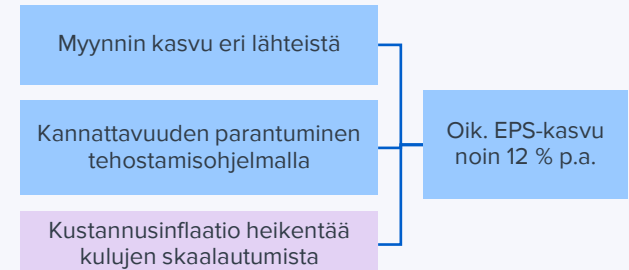 Myynnin kasvu eri lähteistä
Kannattavuuden parantuminen
tehostamisohjelmalla
Kustannusinflaatio heikentää
kulujen skaalautumista
Oik. EPS-kasvu
noin 12 % p.a.